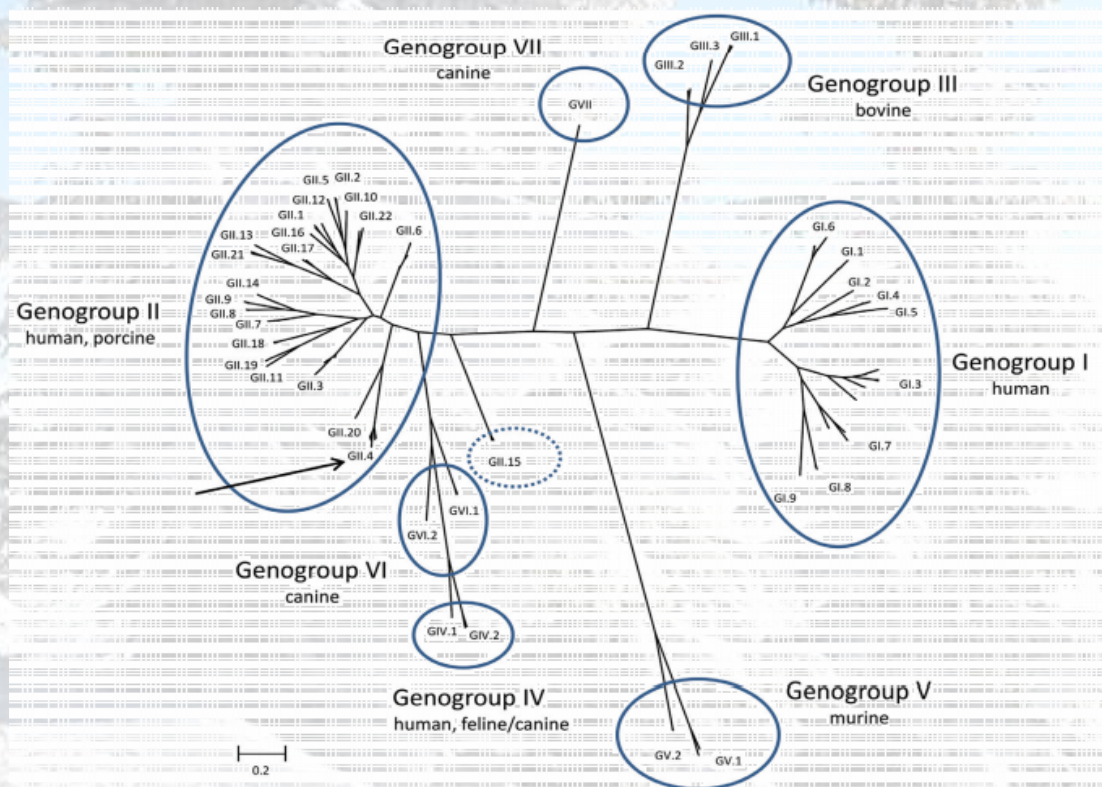 Genogroup VII
canine
GVII
GIII.1
GIII.3
GIII.2
Genogroup III
bovine
GII.5
GII.2
GII.12
GII.10
GII.1
GII.22
GII.16
GII.6
GII.13
GII.17
GII.21
GII.14
GII.9
GII.8
GII.7
GII.18
GII.19
GII.11
GII.3
GII.20
GII.4
Genogroup II
human, porcine
GI.6
GI.1
GI.2
GI.4
GI.5
GI.3
GI.7
GI.8
GI.9
Genogroup I
human
GII.15
GVI.1
GVI.2
Genogroup VI
canine
GIV.1
GIV.2
Genogroup IV
human, feline/canine
Genogroup V
murine
GV.2
GV.1
0.2